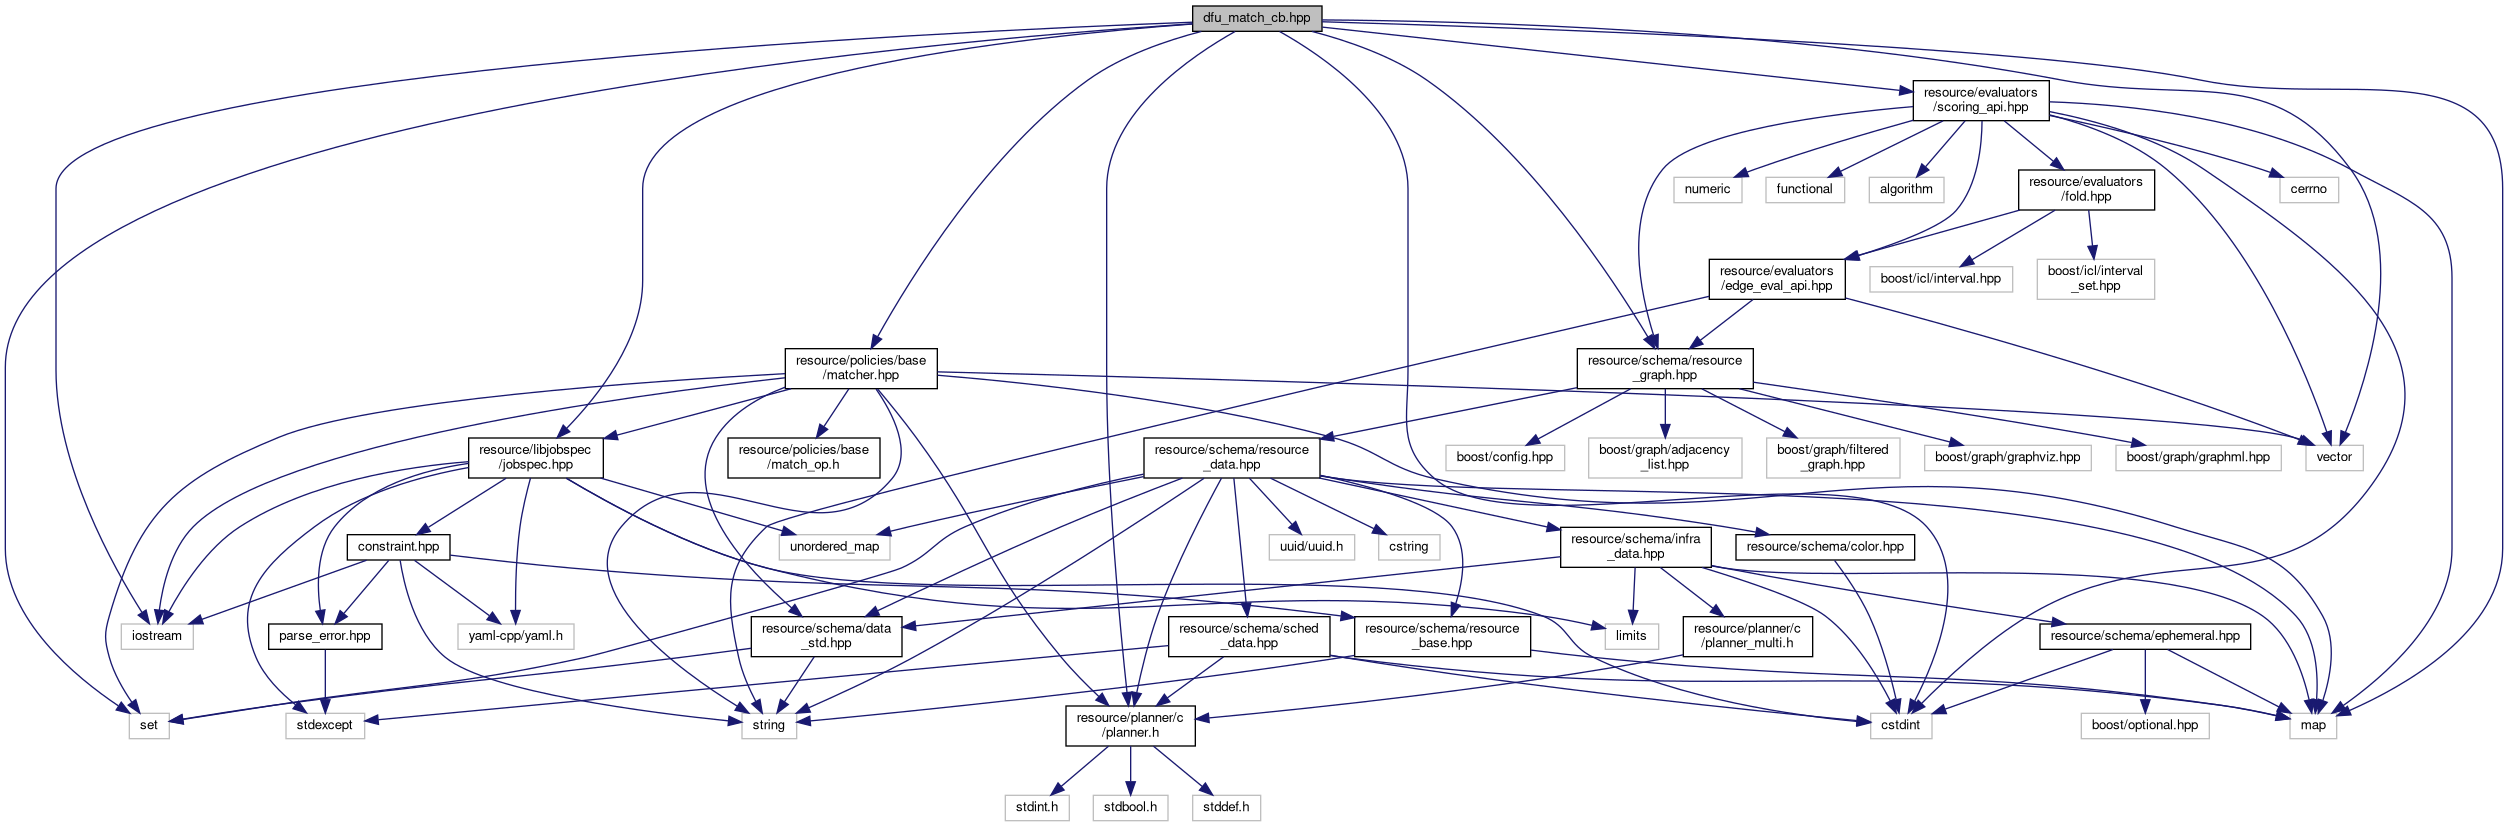 dfu_match_cb.hpp
resource/evaluators
/scoring_api.hpp
numeric
functional
algorithm
resource/evaluators
/fold.hpp
cerrno
resource/evaluators
/edge_eval_api.hpp
boost/icl/interval.hpp
boost/icl/interval
_set.hpp
resource/policies/base
/matcher.hpp
resource/schema/resource
_graph.hpp
resource/libjobspec
/jobspec.hpp
resource/policies/base
/match_op.h
resource/schema/resource
_data.hpp
boost/config.hpp
boost/graph/adjacency
_list.hpp
boost/graph/filtered
_graph.hpp
boost/graph/graphviz.hpp
boost/graph/graphml.hpp
vector
constraint.hpp
unordered_map
uuid/uuid.h
cstring
resource/schema/infra
_data.hpp
resource/schema/color.hpp
iostream
parse_error.hpp
yaml-cpp/yaml.h
resource/schema/data
_std.hpp
resource/schema/sched
_data.hpp
resource/schema/resource
_base.hpp
limits
resource/planner/c
/planner_multi.h
resource/schema/ephemeral.hpp
set
stdexcept
string
resource/planner/c
/planner.h
cstdint
boost/optional.hpp
map
stdint.h
stdbool.h
stddef.h